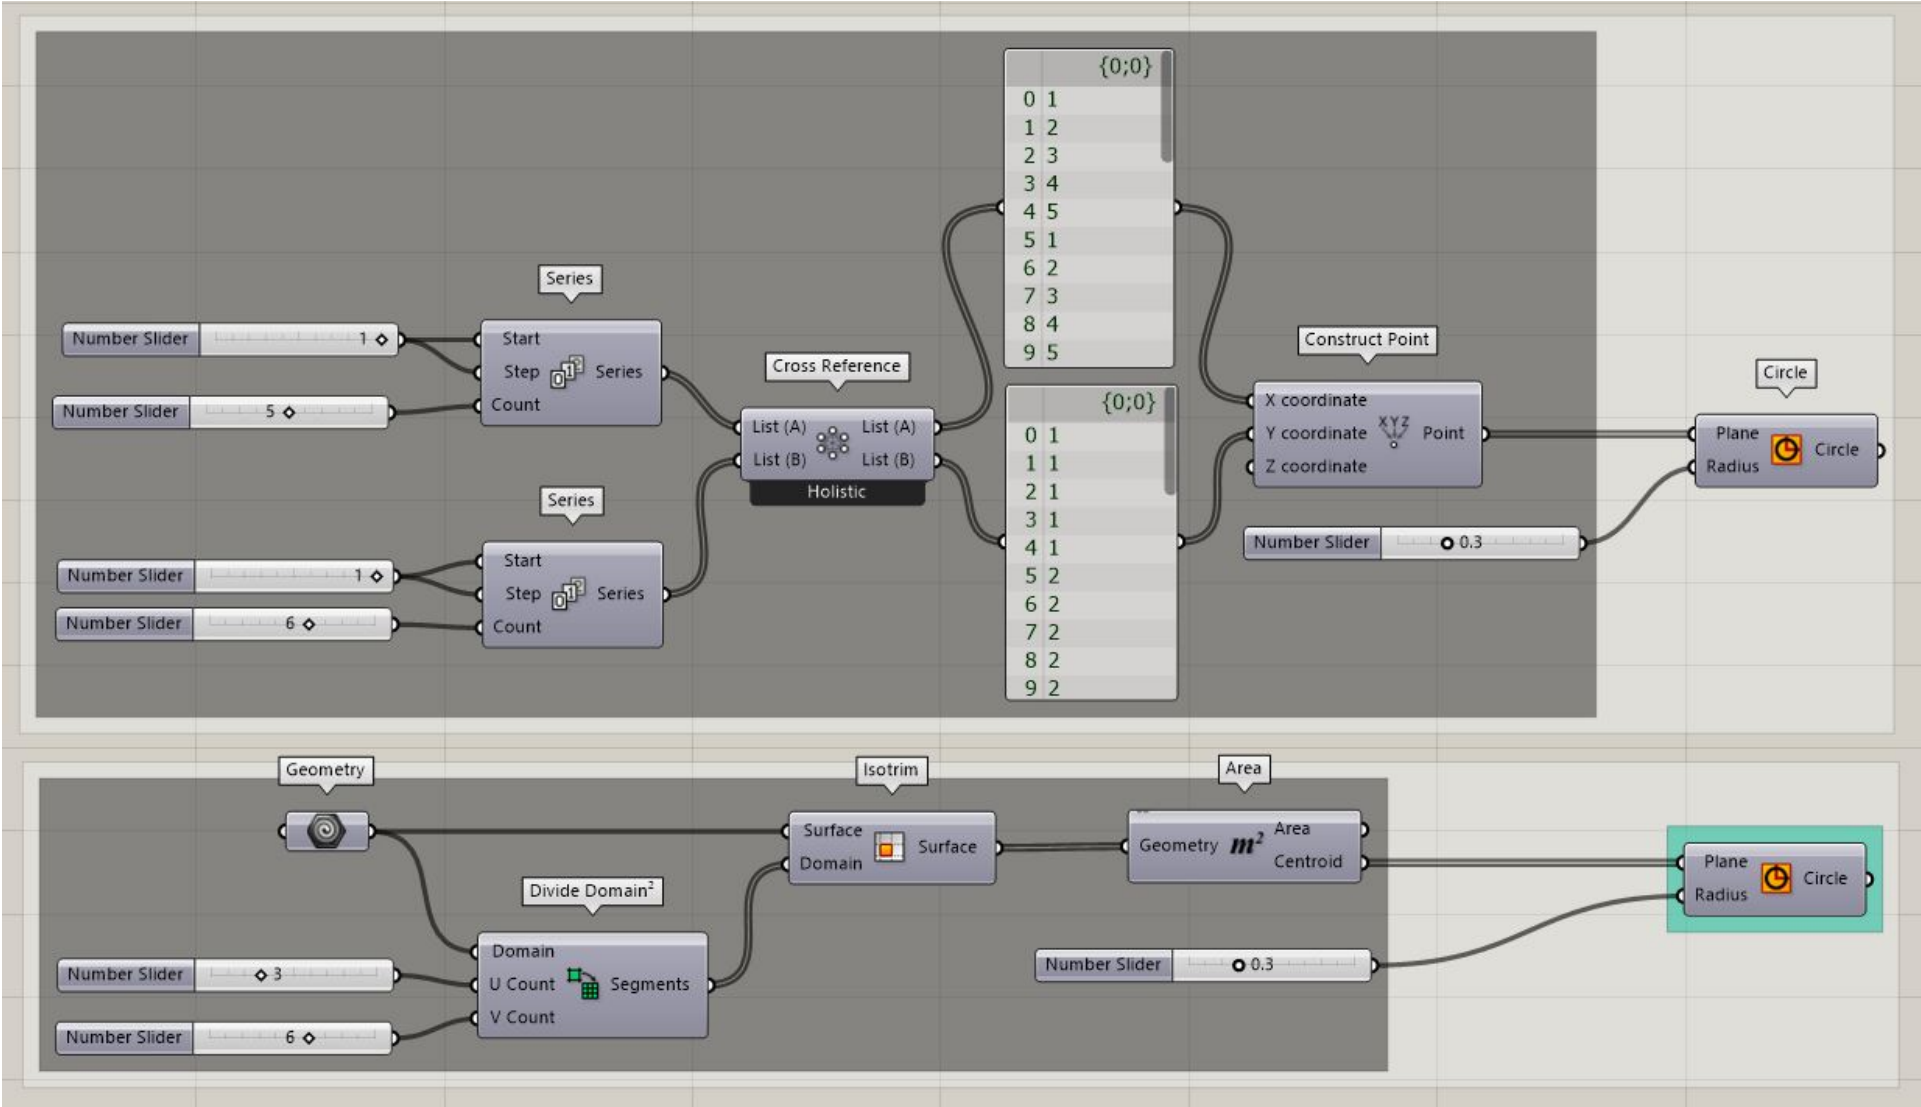 {0;0}
0 1
1 2
2 3
3 4
4 5
5 1
6 2
7 3
8 4
9 5
Series
Number Slider 1
Number Slider 5
Start
Step
Count
Series
Cross Reference
List (A) List (A)
List (B) List (B)
Holistic
Series
Number Slider 1
Number Slider 6
Start
Step
Count
Series
{0;0}
0 1
1 1
2 1
3 1
4 1
5 2
6 2
7 2
8 2
9 2
Construct Point
X coordinate
Y coordinate
Z coordinate
XYZ
Point
Number Slider 0.3
Circle
Plane
Radius
Circle
Geometry
Divide Domain²
Number Slider 3
Number Slider 6
Domain
U Count
V Count
Segments
Isotrim
Surface
Domain
Surface
Area
Geometry
m²
Area
Centroid
Number Slider 0.3
Plane
Radius
Circle